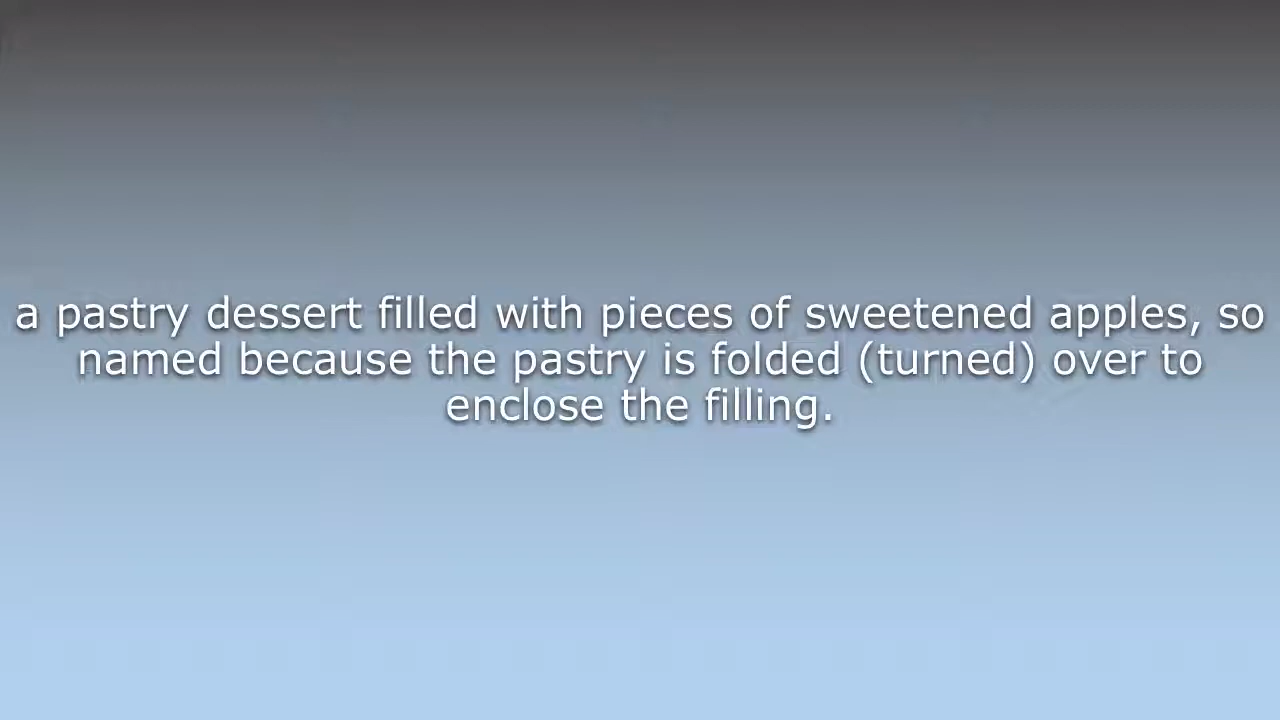 a pastry dessert filled with pieces of sweetened apples, so
named because the pastry is folded (turned) over to
enclose the filling.